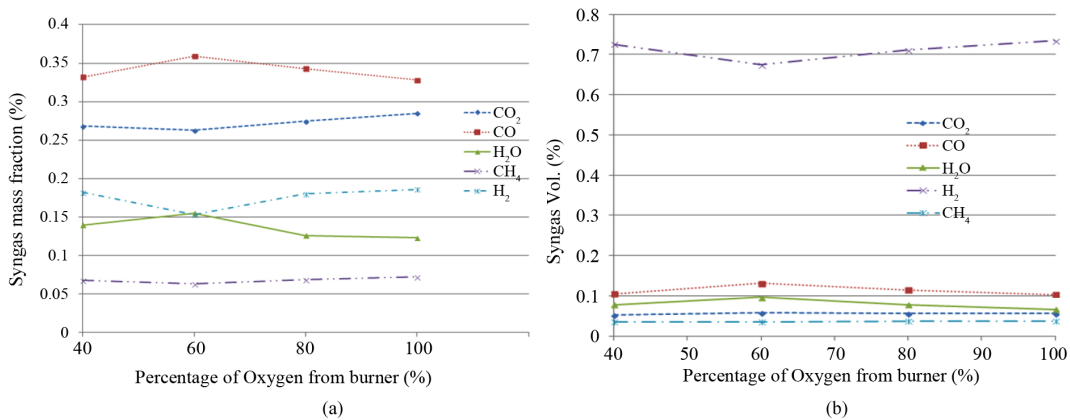 0.4
0.35
0.3
0.25
0.2
0.15
0.1
0.05
0
40 60 80 100
Syngas mass fraction (%)
Percentage of Oxygen from burner (%)
CO₂
CO
H₂O
CH₄
H₂
(a)
0.8
0.7
0.6
0.5
0.4
0.3
0.2
0.1
0
40 50 60 70 80 90 100
Syngas Vol. (%)
Percentage of Oxygen from burner (%)
CO₂
CO
H₂O
H₂
CH₄
(b)